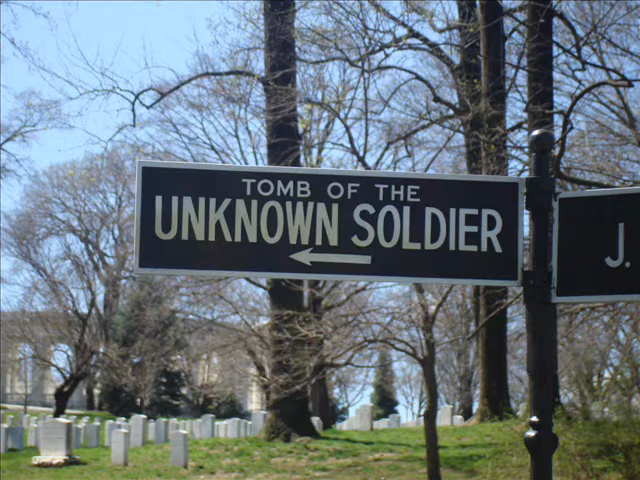 TOMB OF THE
UNKNOWN SOLDIER
J.